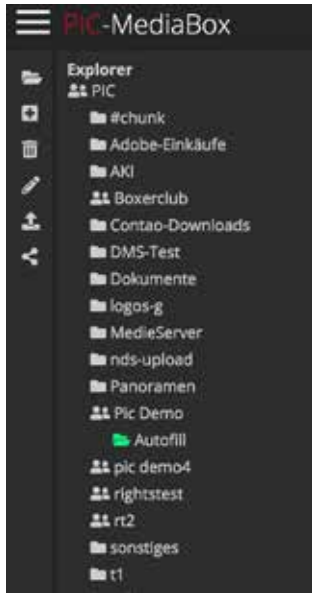 PIC-MediaBox
Explorer
PIC
#chunk
Adobe-Einkäufe
AKI
Boxerclub
Contao-Downloads
DMS-Test
Dokumente
logos-g
MedieServer
nds-upload
Panoramen
Pic Demo
Autofill
pic demo4
rightstest
rt2
sonstiges
t1